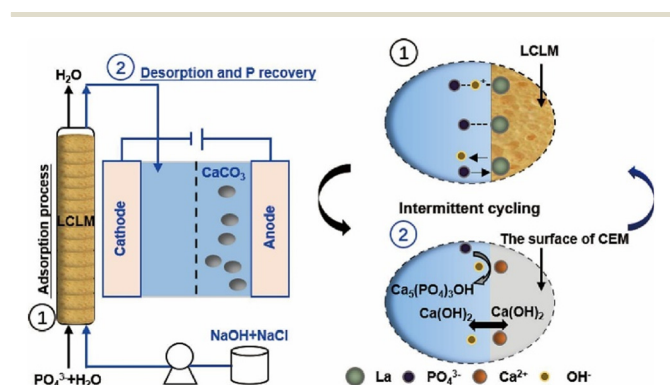 H₂O
②
Desorption and P recovery
Adsorption process
LCLM
Cathode
CaCO₃
Anode
①
PO₄³⁻+H₂O
NaOH+NaCl
①
LCLM
+
Intermittent cycling
②
The surface of CEM
Ca₅(PO₄)₃OH
Ca(OH)₂
Ca(OH)₂
La
PO₄³⁻
Ca²⁺
OH⁻